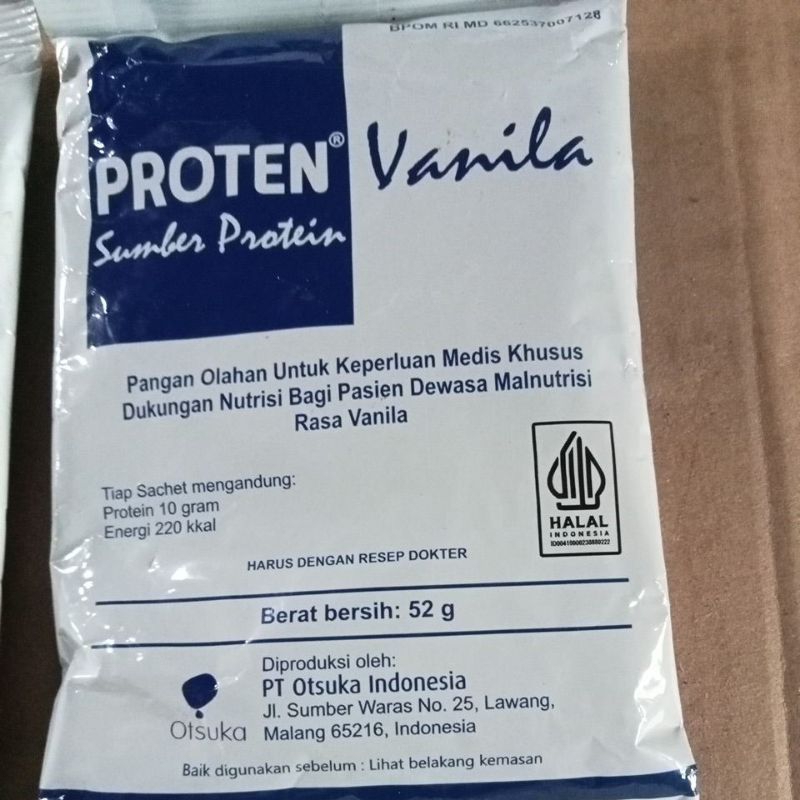 BPOM RI MD 662537007128
PROTEN®
Sumber Protein
Vanila
Pangan Olahan Untuk Keperluan Medis Khusus
Dukungan Nutrisi Bagi Pasien Dewasa Malnutrisi
Rasa Vanila
Tiap Sachet mengandung:
Protein 10 gram
Energi 220 kkal
HALAL
INDONESIA
HARUS DENGAN RESEP DOKTER
Berat bersih: 52 g
Otsuka
Diproduksi oleh:
PT Otsuka Indonesia
Jl. Sumber Waras No. 25, Lawang,
Malang 65216, Indonesia
Baik digunakan sebelum : Lihat belakang kemasan